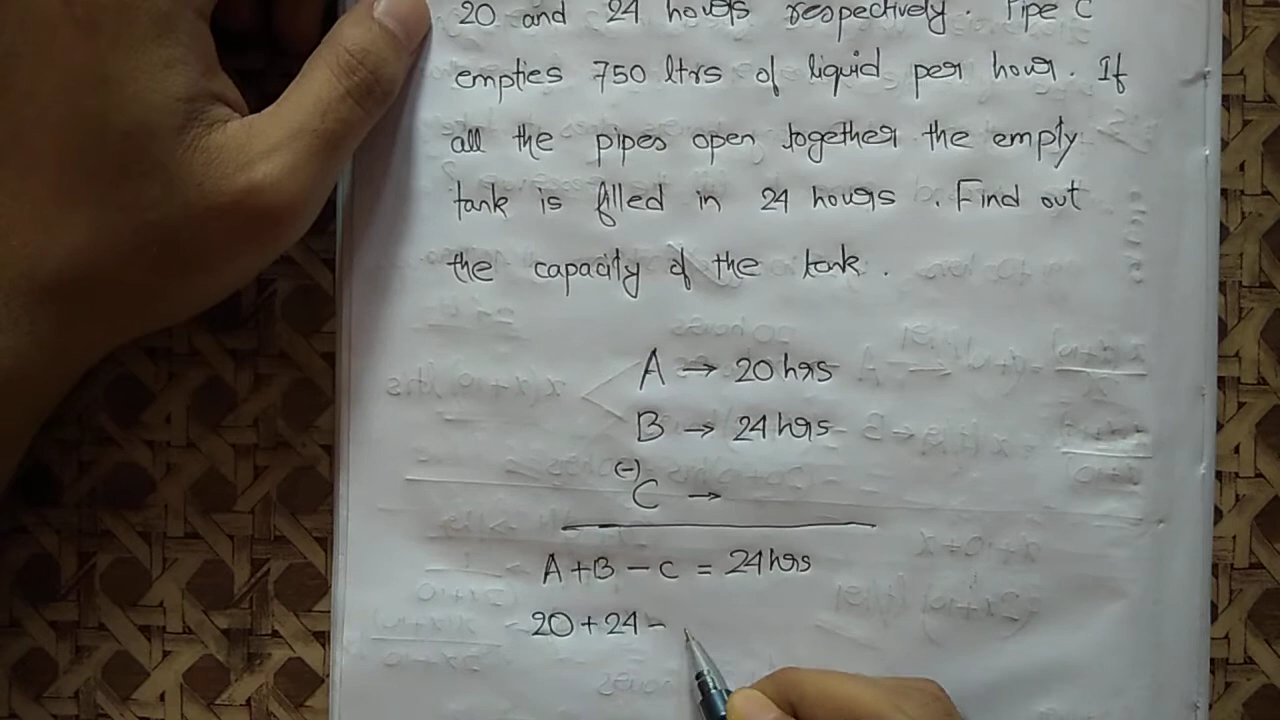 20 and 24 hours respectively. Pipe C
empties 750 ltrs of liquid per hour. If
all the pipes open together the empty
tank is filled in 24 hours. Find out
the capacity of the tank.
A → 20 hrs
B → 24 hrs
(-)
C →
A + B - C = 24 hrs
20 + 24 -